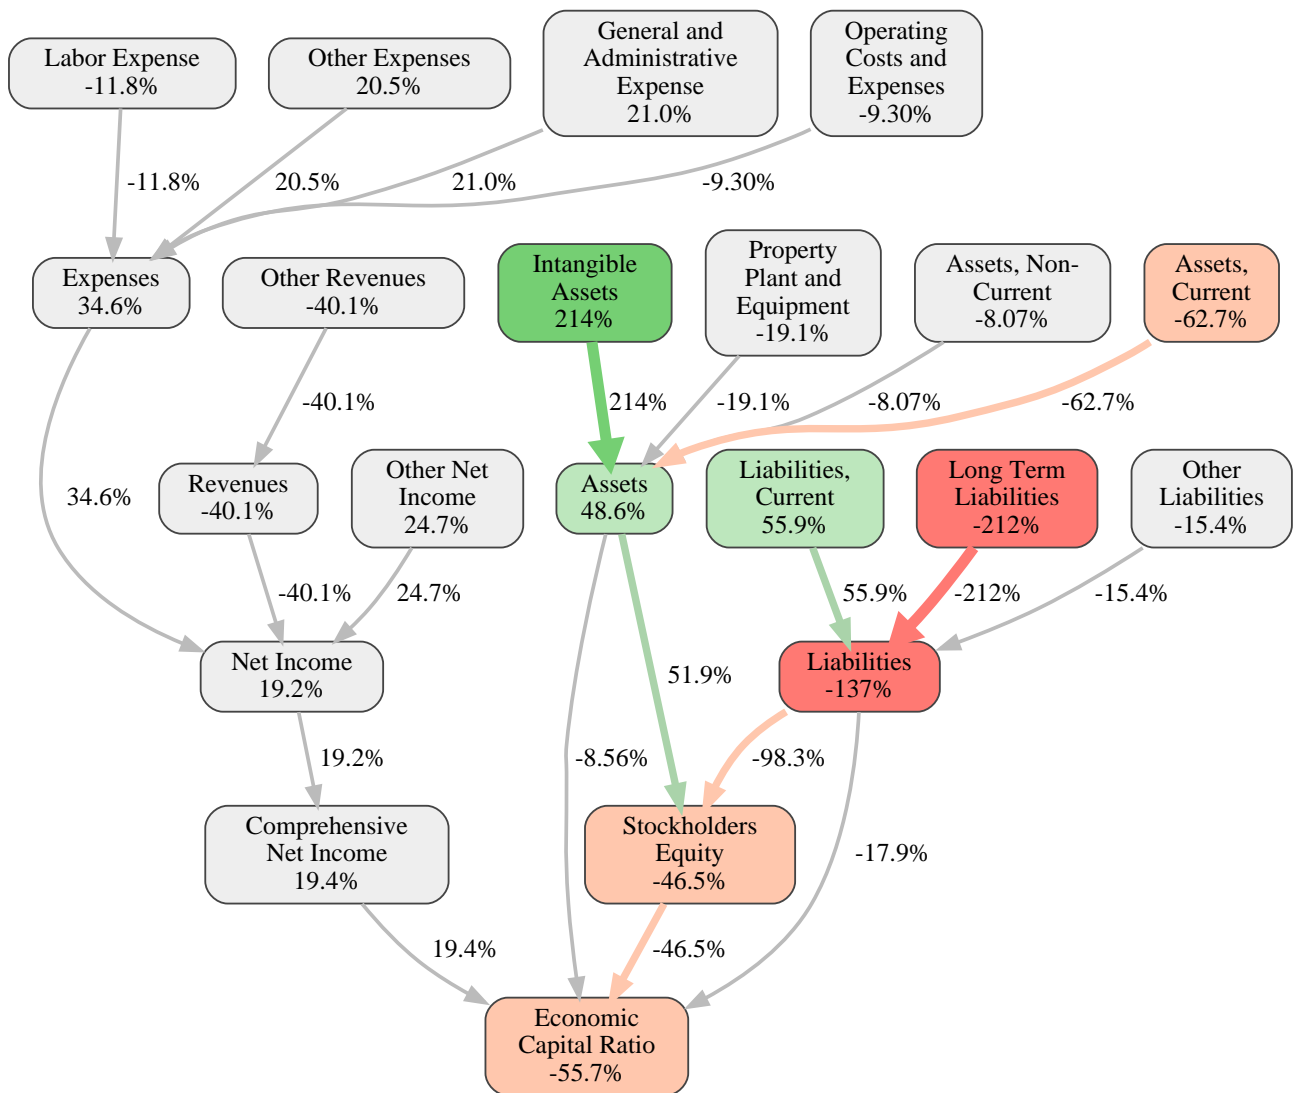 Labor Expense
-11.8%
Other Expenses
20.5%
General and
Administrative
Expense
21.0%
Operating
Costs and
Expenses
-9.30%
-11.8%
20.5%
21.0%
-9.30%
Expenses
34.6%
Other Revenues
-40.1%
Intangible
Assets
214%
Property
Plant and
Equipment
-19.1%
Assets, Non-
Current
-8.07%
Assets,
Current
-62.7%
-40.1%
214%
-19.1%
-8.07%
-62.7%
34.6%
Revenues
-40.1%
Other Net
Income
24.7%
Assets
48.6%
Liabilities,
Current
55.9%
Long Term
Liabilities
-212%
Other
Liabilities
-15.4%
-40.1%
24.7%
55.9%
-212%
-15.4%
Net Income
19.2%
51.9%
Liabilities
-137%
19.2%
-8.56%
-98.3%
Comprehensive
Net Income
19.4%
Stockholders
Equity
-46.5%
-17.9%
19.4%
-46.5%
Economic
Capital Ratio
-55.7%